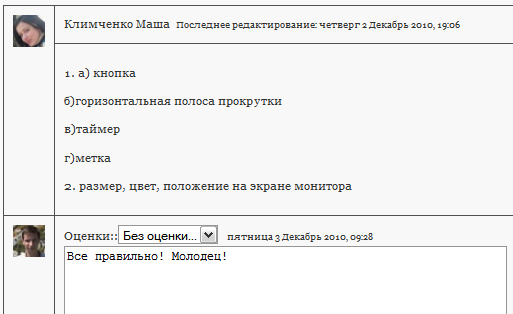 Климченко Маша Последнее редактирование: четверг 2 Декабрь 2010, 19:06
1. а) кнопка
б)горизонтальная полоса прокрутки
в)таймер
г)метка
2. размер, цвет, положение на экране монитора
Оценки:: Без оценки... пятница 3 Декабрь 2010, 09:28
Все правильно! Молодец!